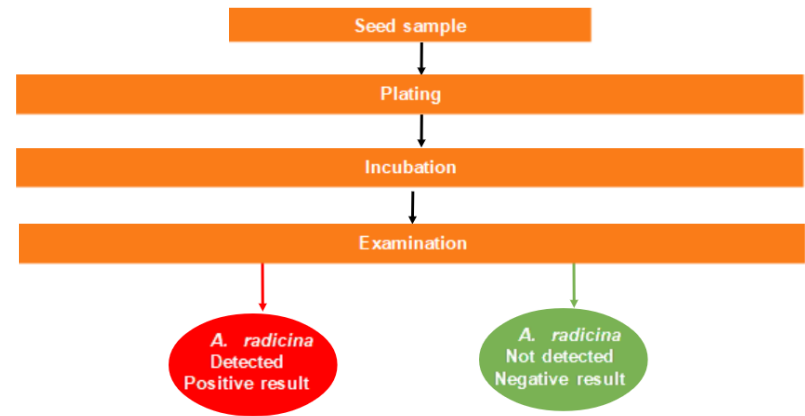 Seed sample
Plating
Incubation
Examination
A. radicina
Detected
Positive result
A. radicina
Not detected
Negative result